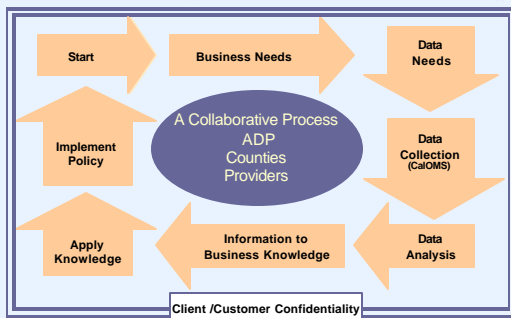 Start
Business Needs
Data
Needs
A Collaborative Process
ADP
Counties
Providers
Data
Collection
(CalOMS)
Data
Analysis
Information to
Business Knowledge
Apply
Knowledge
Implement
Policy
Client /Customer Confidentiality